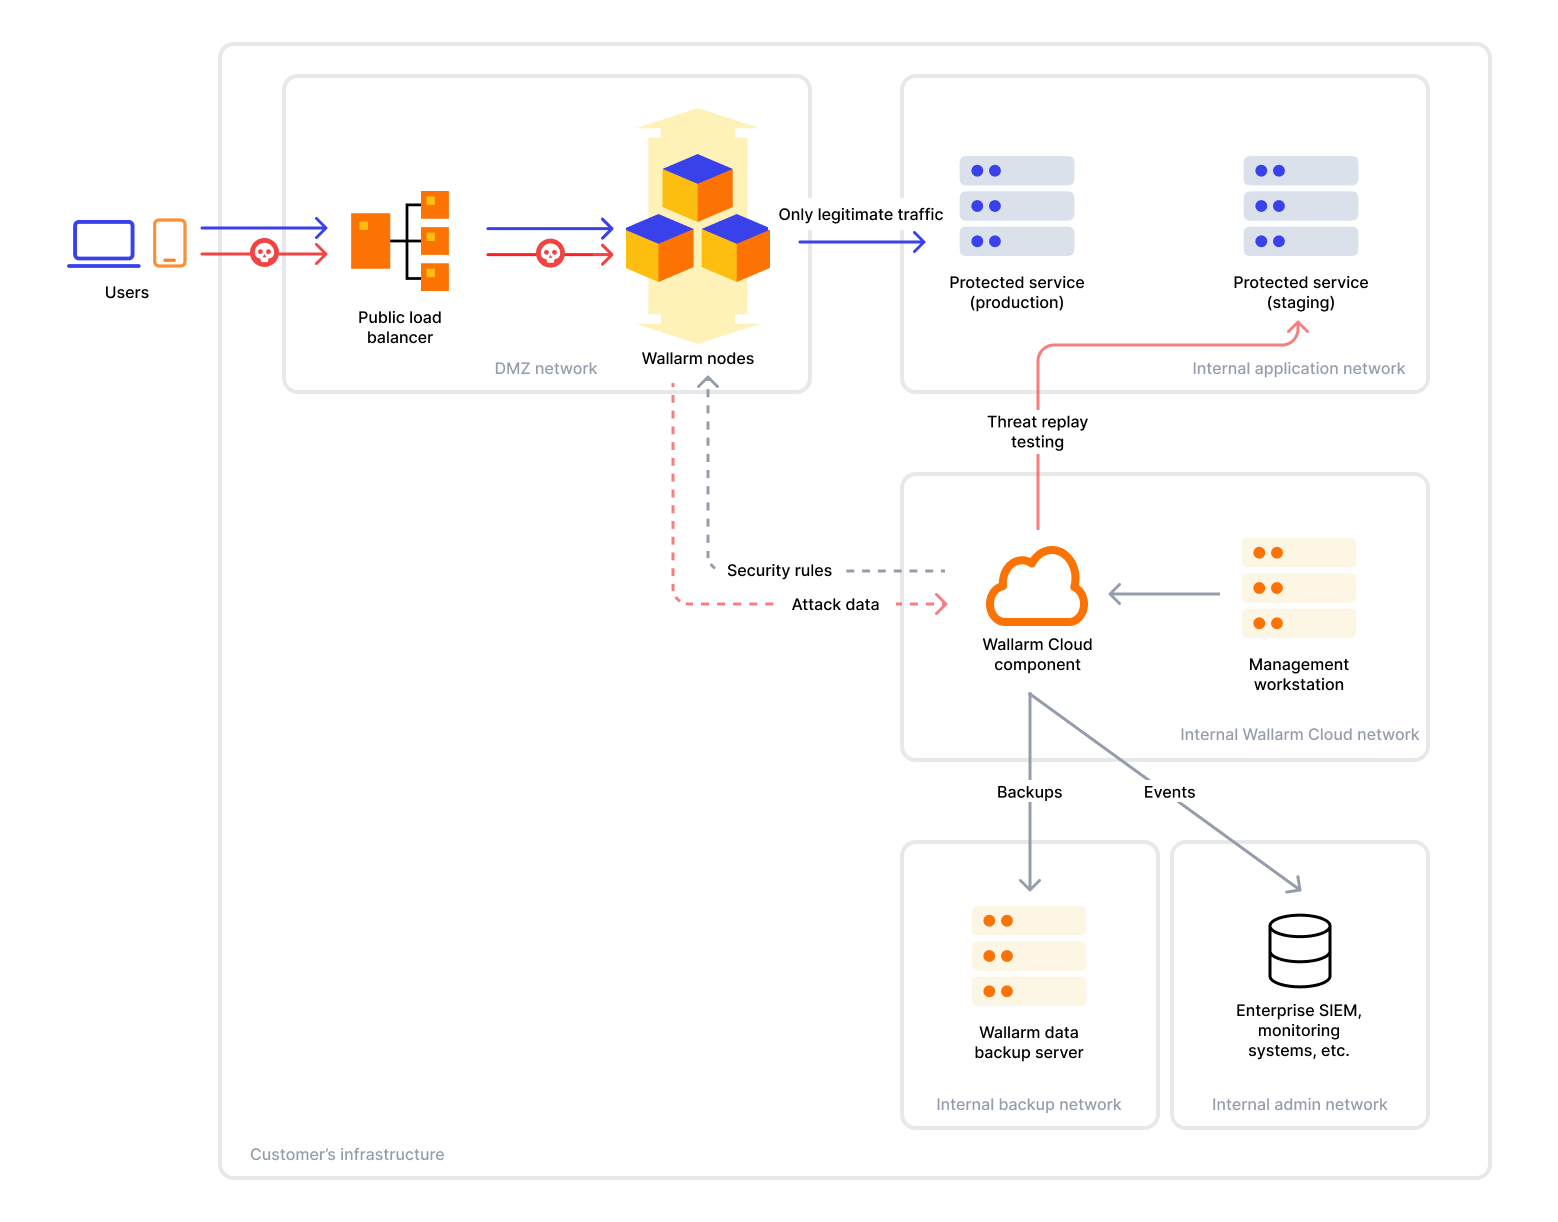 Users
Public load
balancer
Wallarm nodes
DMZ network
Only legitimate traffic
Protected service
(production)
Protected service
(staging)
Internal application network
Threat replay
testing
Security rules
Attack data
Wallarm Cloud
component
Management
workstation
Internal Wallarm Cloud network
Backups
Events
Wallarm data
backup server
Internal backup network
Enterprise SIEM,
monitoring
systems, etc.
Internal admin network
Customer’s infrastructure